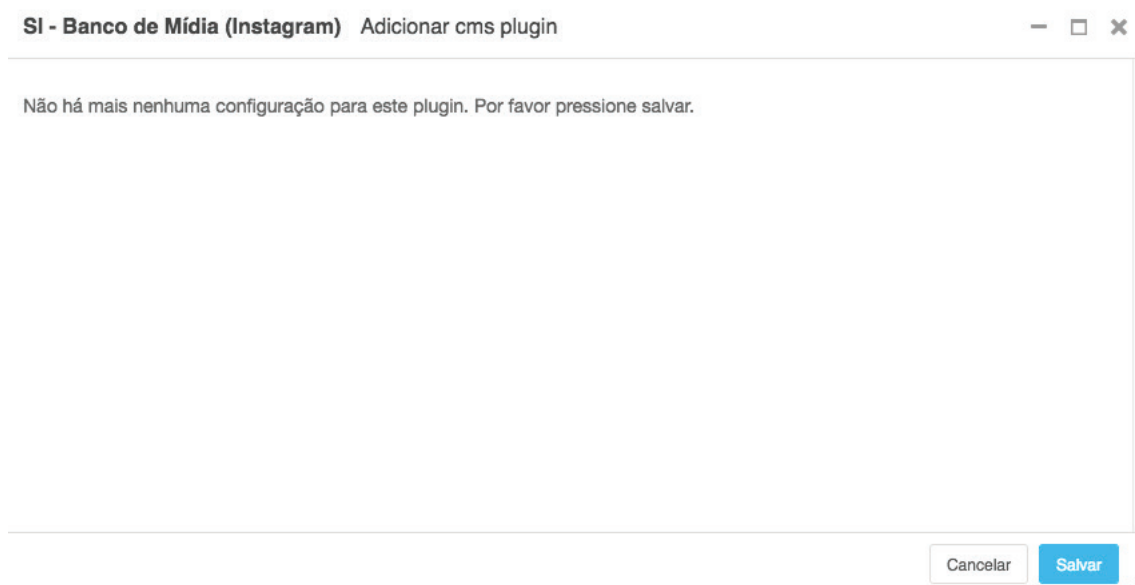 SI - Banco de Mídia (Instagram) Adicionar cms plugin
Não há mais nenhuma configuração para este plugin. Por favor pressione salvar.
Cancelar Salvar